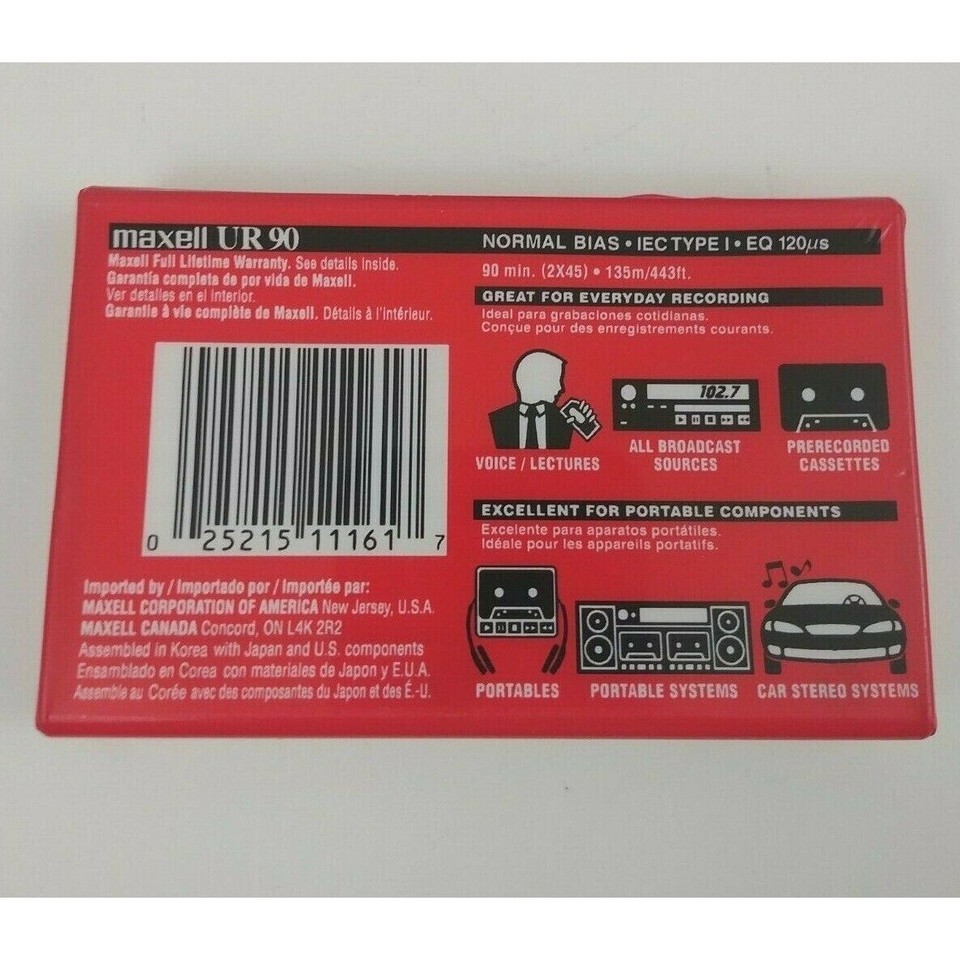 maxell UR 90
Maxell Full Lifetime Warranty. See details Inside.
Garantía completa de por vida de Maxell.
Ver detalles en el interior.
Garantie à vie complète de Maxell. Détails à l'intérieur.
0 25215 11161 7
Imported by / Importado por / Importée par:
MAXELL CORPORATION OF AMERICA New Jersey, U.S.A.
MAXELL CANADA Concord, ON L4K 2R2
Assembled in Korea with Japan and U.S. components
Ensamblado en Corea con materiales de Japon y E.U.A.
Assemble au Corée avec des composantes du Japon et des É.-U.
NORMAL BIAS • IEC TYPE I • EQ 120µs
90 min. (2X45) • 135m/443ft.
GREAT FOR EVERYDAY RECORDING
Ideal para grabaciones cotidianas.
Conçue pour des enregistrements courants.
102.7
VOICE / LECTURES
ALL BROADCAST
SOURCES
PRERECORDED
CASSETTES
EXCELLENT FOR PORTABLE COMPONENTS
Excelente para aparatos portátiles.
Idéale pour les appareils portatifs.
PORTABLES
PORTABLE SYSTEMS
CAR STEREO SYSTEMS